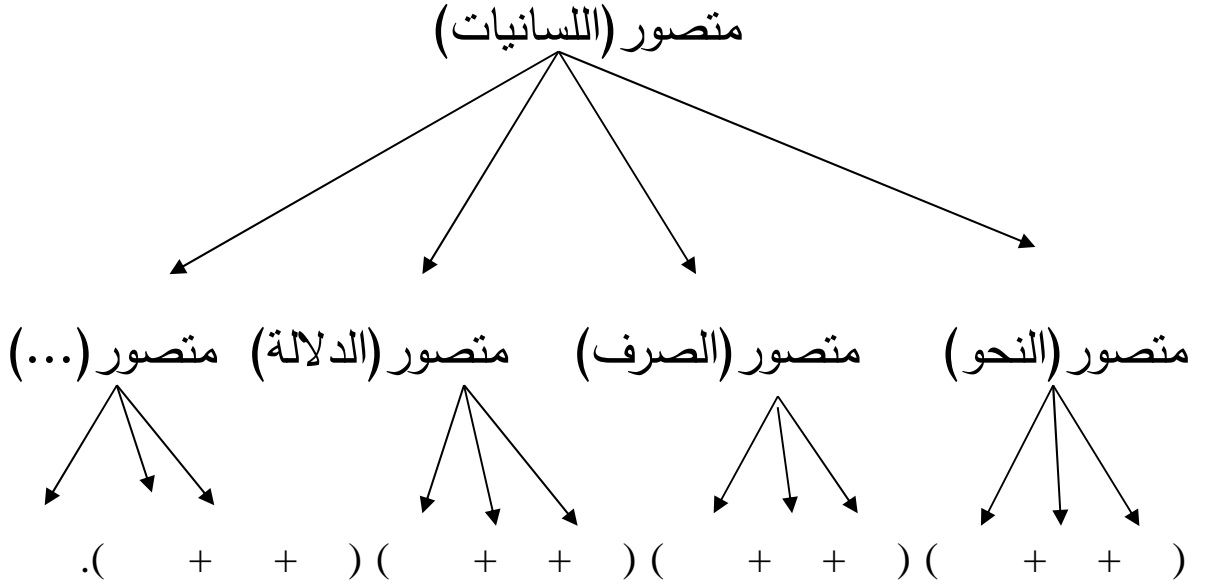 متصور (اللسانيات)
متصور (النحو) متصور (الصرف) متصور (الدلالة) متصور (...)
( + + ) ( + + ) ( + + ) ( + + ).